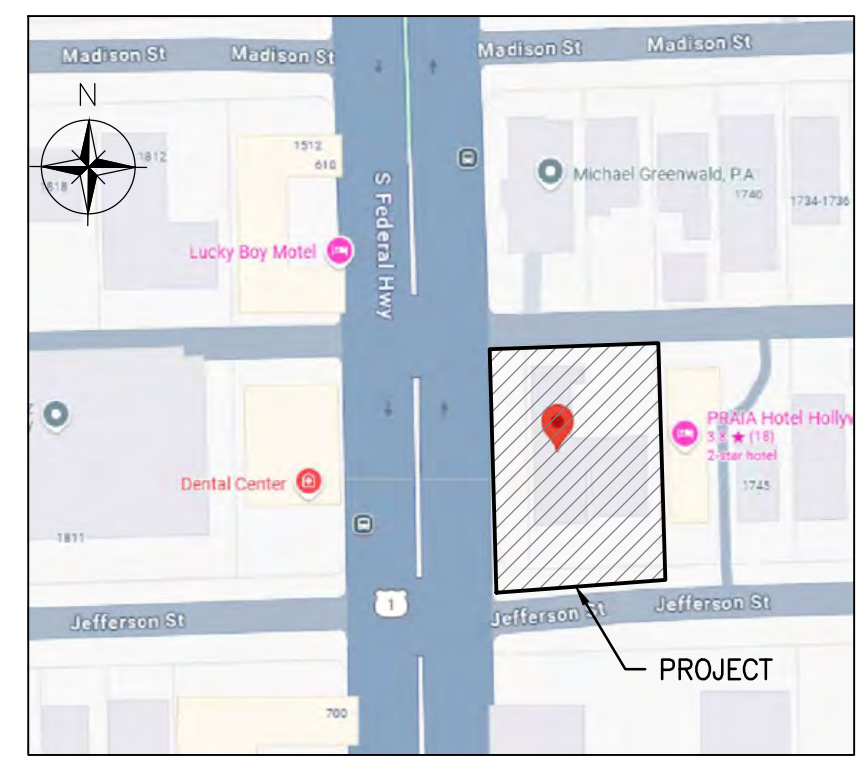 Madison St
Madison St
Madison St
Madison St
N
1812
1818
1512
610
S Federal Hwy
Michael Greenwald, P.A.
1740
1734-1736
Lucky Boy Motel
PRAIA Hotel Hollyw
3.8 ★ (18)
2-star hotel
1745
Dental Center
1811
1
Jefferson St
Jefferson St
Jefferson St
PROJECT
700